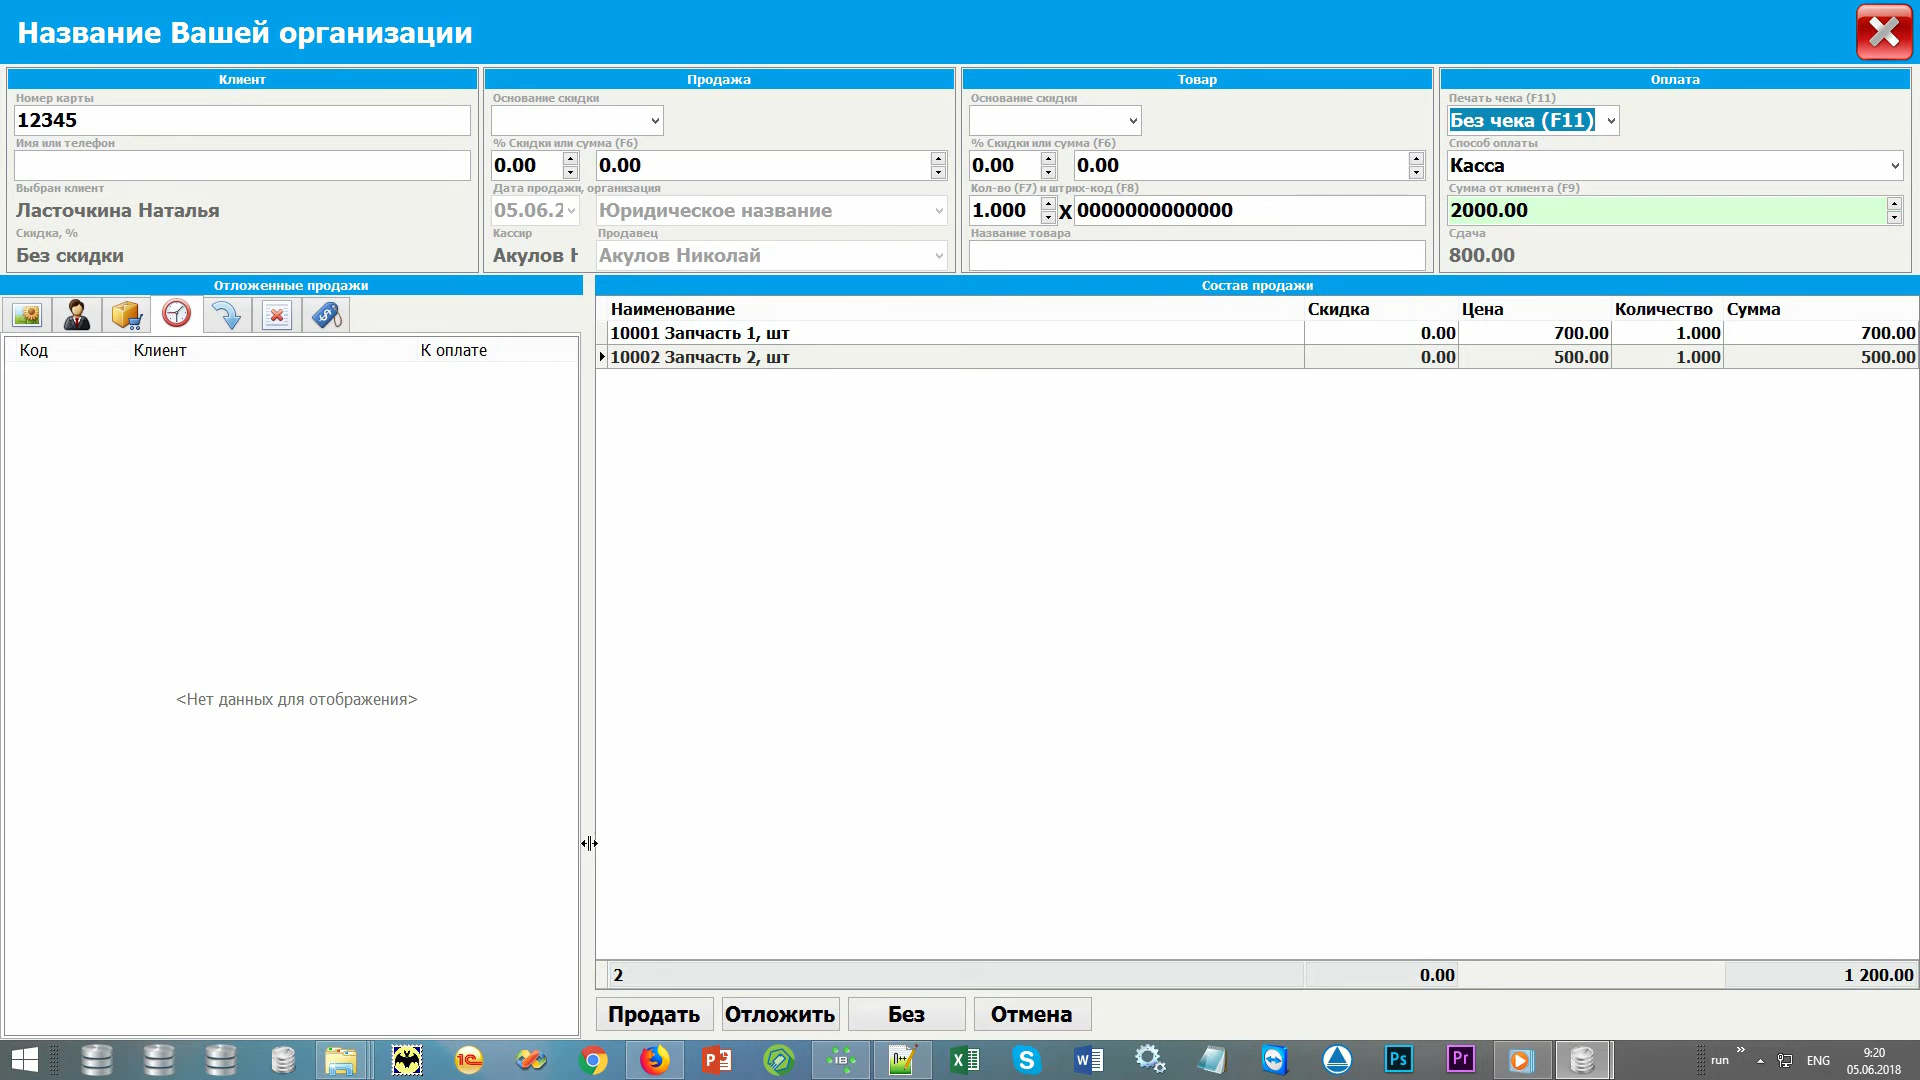 Название Вашей организации
Клиент
Номер карты
12345
Имя или телефон
Выбран клиент
Ласточкина Наталья
Скидка, %
Без скидки
Продажа
Основание скидки
% Скидки или сумма (F6)
0.00 0.00
Дата продажи, организация
05.06.2 Юридическое название
Кассир Продавец
Акулов Н Акулов Николай
Товар
Основание скидки
% Скидки или сумма (F6)
0.00 0.00
Кол-во (F7) и штрих-код (F8)
1.000 X 0000000000000
Название товара
Оплата
Печать чека (F11)
Без чека (F11)
Способ оплаты
Касса
Сумма от клиента (F9)
2000.00
Сдача
800.00
Отложенные продажи
Код Клиент К оплате
<Нет данных для отображения>
Состав продажи
Наименование Скидка Цена Количество Сумма
10001 Запчасть 1, шт 0.00 700.00 1.000 700.00
10002 Запчасть 2, шт 0.00 500.00 1.000 500.00
2 0.00 1 200.00
Продать Отложить Без Отмена
run ENG 9:20
05.06.2018